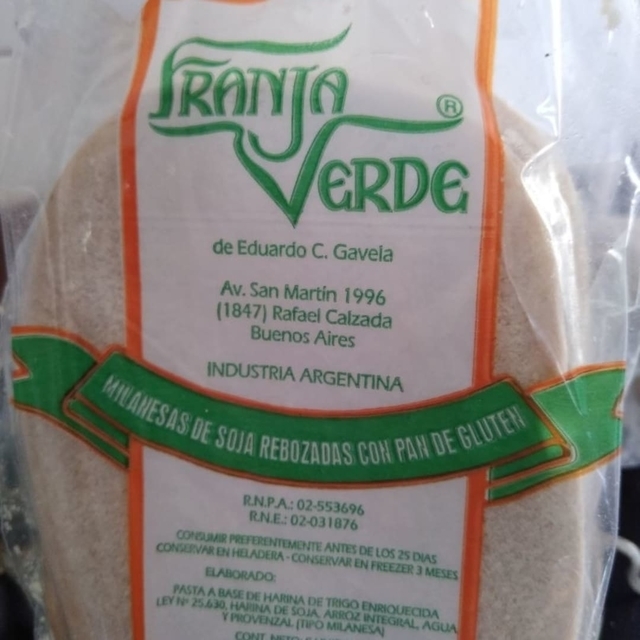 FRANJA
VERDE ®
de Eduardo C. Gavela
Av. San Martín 1996
(1847) Rafael Calzada
Buenos Aires
INDUSTRIA ARGENTINA
MILANESAS DE SOJA REBOZADAS CON PAN DE GLUTEN
R.N.P.A.: 02-553696
R.N.E.: 02-031876
CONSUMIR PREFERENTEMENTE ANTES DE LOS 25 DIAS
CONSERVAR EN HELADERA - CONSERVAR EN FREEZER 3 MESES
ELABORADO:
PASTA A BASE DE HARINA DE TRIGO ENRIQUECIDA
LEY Nº 25.630, HARINA DE SOJA, ARROZ INTEGRAL, AGUA
Y PROVENZAL (TIPO MILANESA)
CONT. NETO: